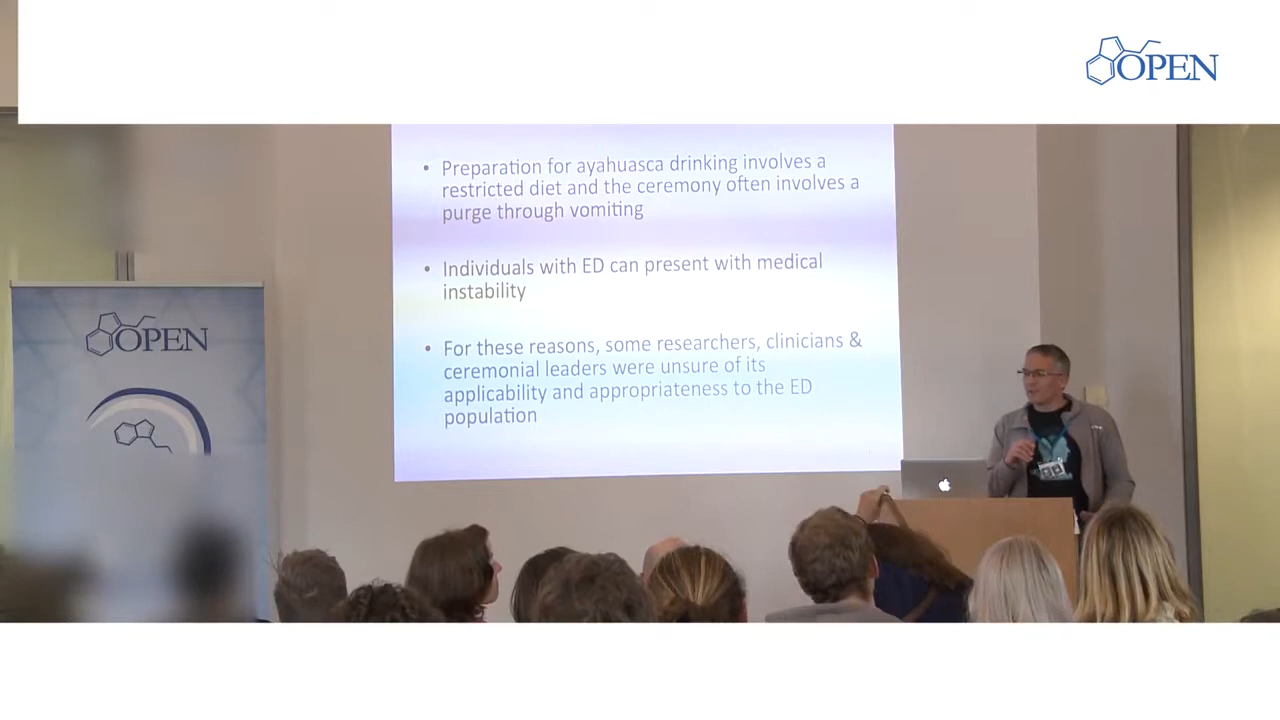 OPEN
• Preparation for ayahuasca drinking involves a
restricted diet and the ceremony often involves a
purge through vomiting
• Individuals with ED can present with medical
instability
• For these reasons, some researchers, clinicians &
ceremonial leaders were unsure of its
applicability and appropriateness to the ED
population
OPEN